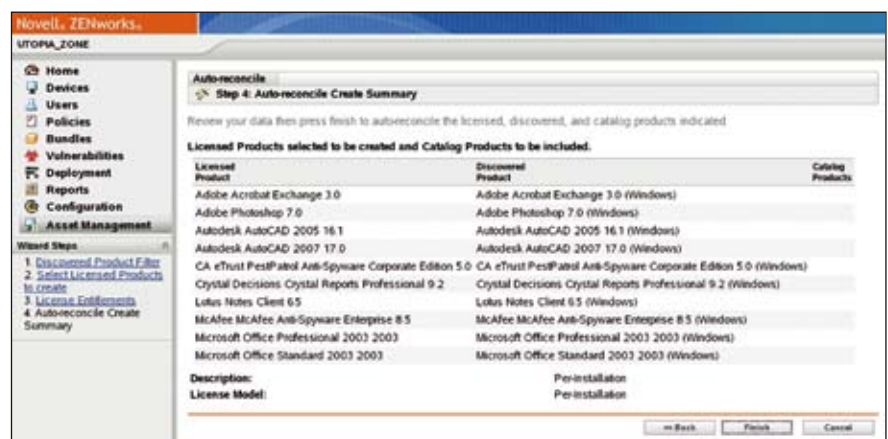 Novell® ZENworks®
UTOPIA_ZONE
Home
Devices
Users
Policies
Bundles
Vulnerabilities
Deployment
Reports
Configuration
Asset Management
Wizard Steps
1. Discovered Product Filter
2. Select Licensed Products to create
3. License Entitlements
4. Auto-reconcile Create Summary
Auto-reconcile
Step 4: Auto-reconcile Create Summary
Review your data then press finish to auto-reconcile the licensed, discovered, and catalog products indicated
Licensed Products selected to be created and Catalog Products to be included.
Licensed Product Discovered Product Catalog Products
Adobe Acrobat Exchange 3.0 Adobe Acrobat Exchange 3.0 (Windows)
Adobe Photoshop 7.0 Adobe Photoshop 7.0 (Windows)
Autodesk AutoCAD 2005 16.1 Autodesk AutoCAD 2005 16.1 (Windows)
Autodesk AutoCAD 2007 17.0 Autodesk AutoCAD 2007 17.0 (Windows)
CA eTrust PestPatrol Anti-Spyware Corporate Edition 5.0 CA eTrust PestPatrol Anti-Spyware Corporate Edition 5.0 (Windows)
Crystal Decisions Crystal Reports Professional 9.2 Crystal Decisions Crystal Reports Professional 9.2 (Windows)
Lotus Notes Client 6.5 Lotus Notes Client 6.5 (Windows)
McAfee McAfee Anti-Spyware Enterprise 8.5 McAfee McAfee Anti-Spyware Enterprise 8.5 (Windows)
Microsoft Office Professional 2003 2003 Microsoft Office Professional 2003 2003 (Windows)
Microsoft Office Standard 2003 2003 Microsoft Office Standard 2003 2003 (Windows)
Description: Per-installation
License Model: Per-installation
<< Back Finish Cancel